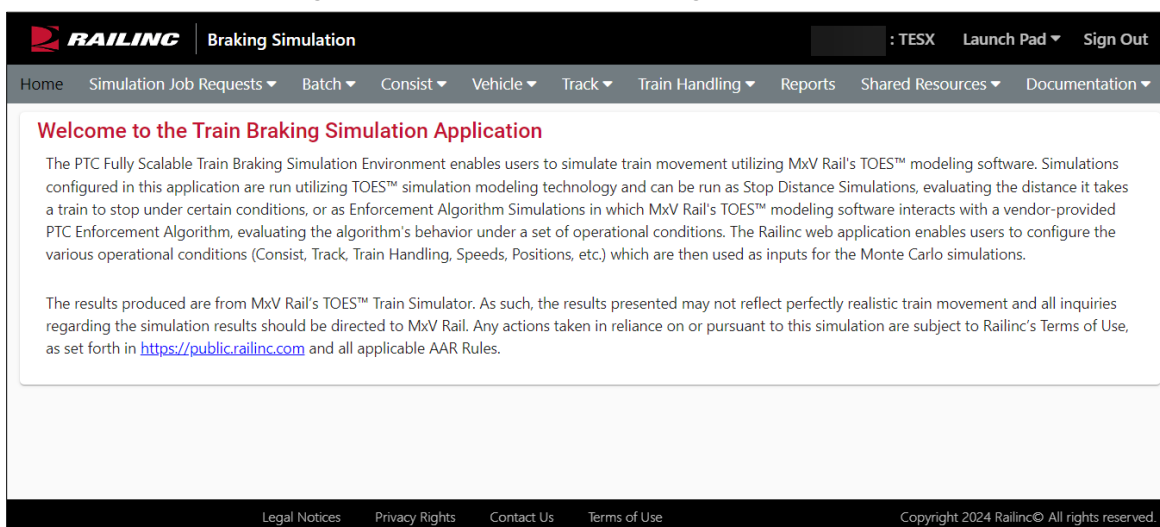 RAILINC Braking Simulation : TESX Launch Pad Sign Out
Home Simulation Job Requests Batch Consist Vehicle Track Train Handling Reports Shared Resources Documentation
Welcome to the Train Braking Simulation Application
The PTC Fully Scalable Train Braking Simulation Environment enables users to simulate train movement utilizing MxV Rail's TOES™ modeling software. Simulations
configured in this application are run utilizing TOES™ simulation modeling technology and can be run as Stop Distance Simulations, evaluating the distance it takes
a train to stop under certain conditions, or as Enforcement Algorithm Simulations in which MxV Rail's TOES™ modeling software interacts with a vendor-provided
PTC Enforcement Algorithm, evaluating the algorithm's behavior under a set of operational conditions. The Railinc web application enables users to configure the
various operational conditions (Consist, Track, Train Handling, Speeds, Positions, etc.) which are then used as inputs for the Monte Carlo simulations.
The results produced are from MxV Rail's TOES™ Train Simulator. As such, the results presented may not reflect perfectly realistic train movement and all inquiries
regarding the simulation results should be directed to MxV Rail. Any actions taken in reliance on or pursuant to this simulation are subject to Railinc's Terms of Use,
as set forth in https://public.railinc.com and all applicable AAR Rules.
Legal Notices Privacy Rights Contact Us Terms of Use Copyright 2024 Railinc© All rights reserved